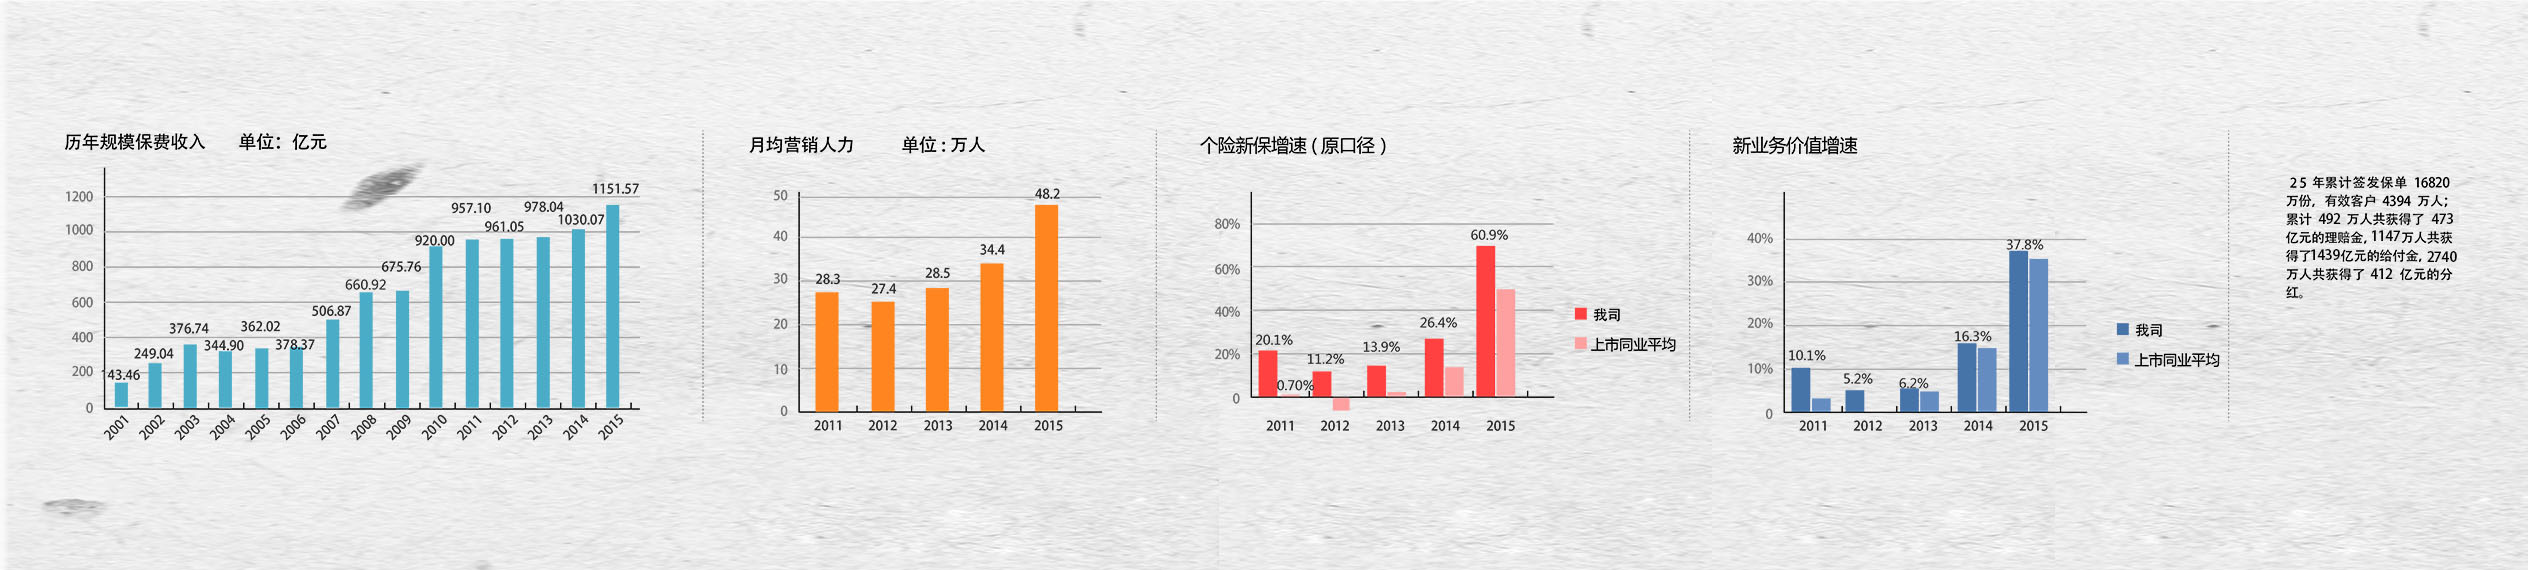 历年规模保费收入 单位：亿元
1200
1000
800
600
400
200
0
143.46
249.04
376.74
344.90
362.02
378.37
506.87
660.92
675.76
920.00
957.10
961.05
978.04
1030.07
1151.57
2001 2002 2003 2004 2005 2006 2007 2008 2009 2010 2011 2012 2013 2014 2015
月均营销人力 单位 : 万人
50
40
30
20
10
0
28.3
27.4
28.5
34.4
48.2
2011 2012 2013 2014 2015
个险新保增速 ( 原口径 )
80%
60%
40%
20%
0
20.1%
0.70%
11.2%
13.9%
26.4%
60.9%
2011 2012 2013 2014 2015
我司
上市同业平均
新业务价值增速
40%
30%
20%
10%
0
10.1%
5.2%
6.2%
16.3%
37.8%
2011 2012 2013 2014 2015
我司
上市同业平均
25 年累计签发保单 16820
万份，有效客户 4394 万人；
累计 492 万人共获得了 473
亿元的理赔金，1147万人共获
得了1439亿元的给付金，2740
万人共获得了 412 亿元的分
红。